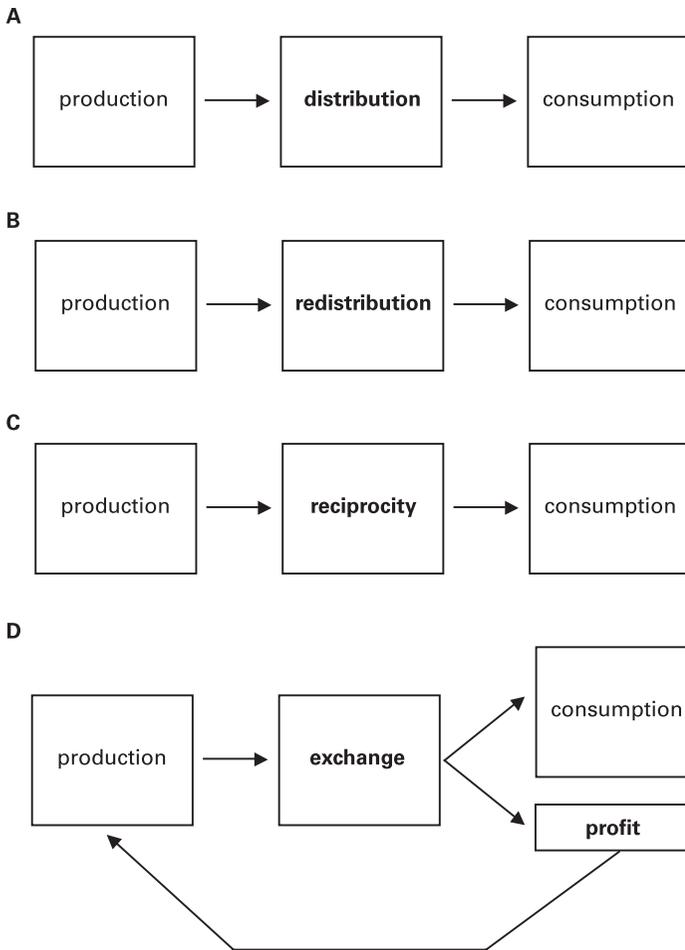 A
production distribution consumption
B
production redistribution consumption
C
production reciprocity consumption
D
consumption
production exchange
profit